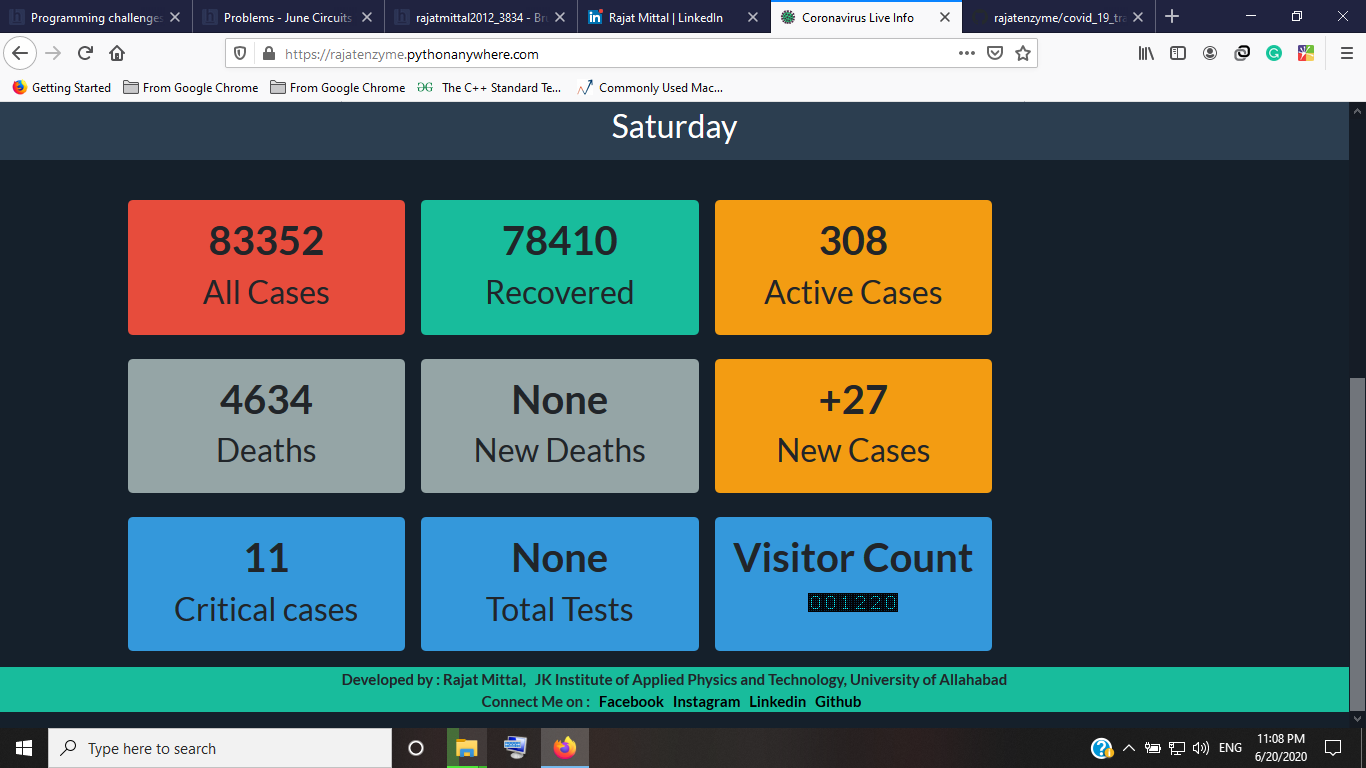 Programming challenges
Problems - June Circuits
rajatmittal2012_3834 - Br
Rajat Mittal | LinkedIn
Coronavirus Live Info
rajatenzyme/covid_19_tra
https://rajatenzyme.pythonanywhere.com
Getting Started
From Google Chrome
From Google Chrome
The C++ Standard Te...
Commonly Used Mac...
Saturday
83352
All Cases
78410
Recovered
308
Active Cases
4634
Deaths
None
New Deaths
+27
New Cases
11
Critical cases
None
Total Tests
Visitor Count
001220
Developed by : Rajat Mittal, JK Institute of Applied Physics and Technology, University of Allahabad
Connect Me on : Facebook Instagram Linkedin Github
Type here to search
ENG
11:08 PM
6/20/2020